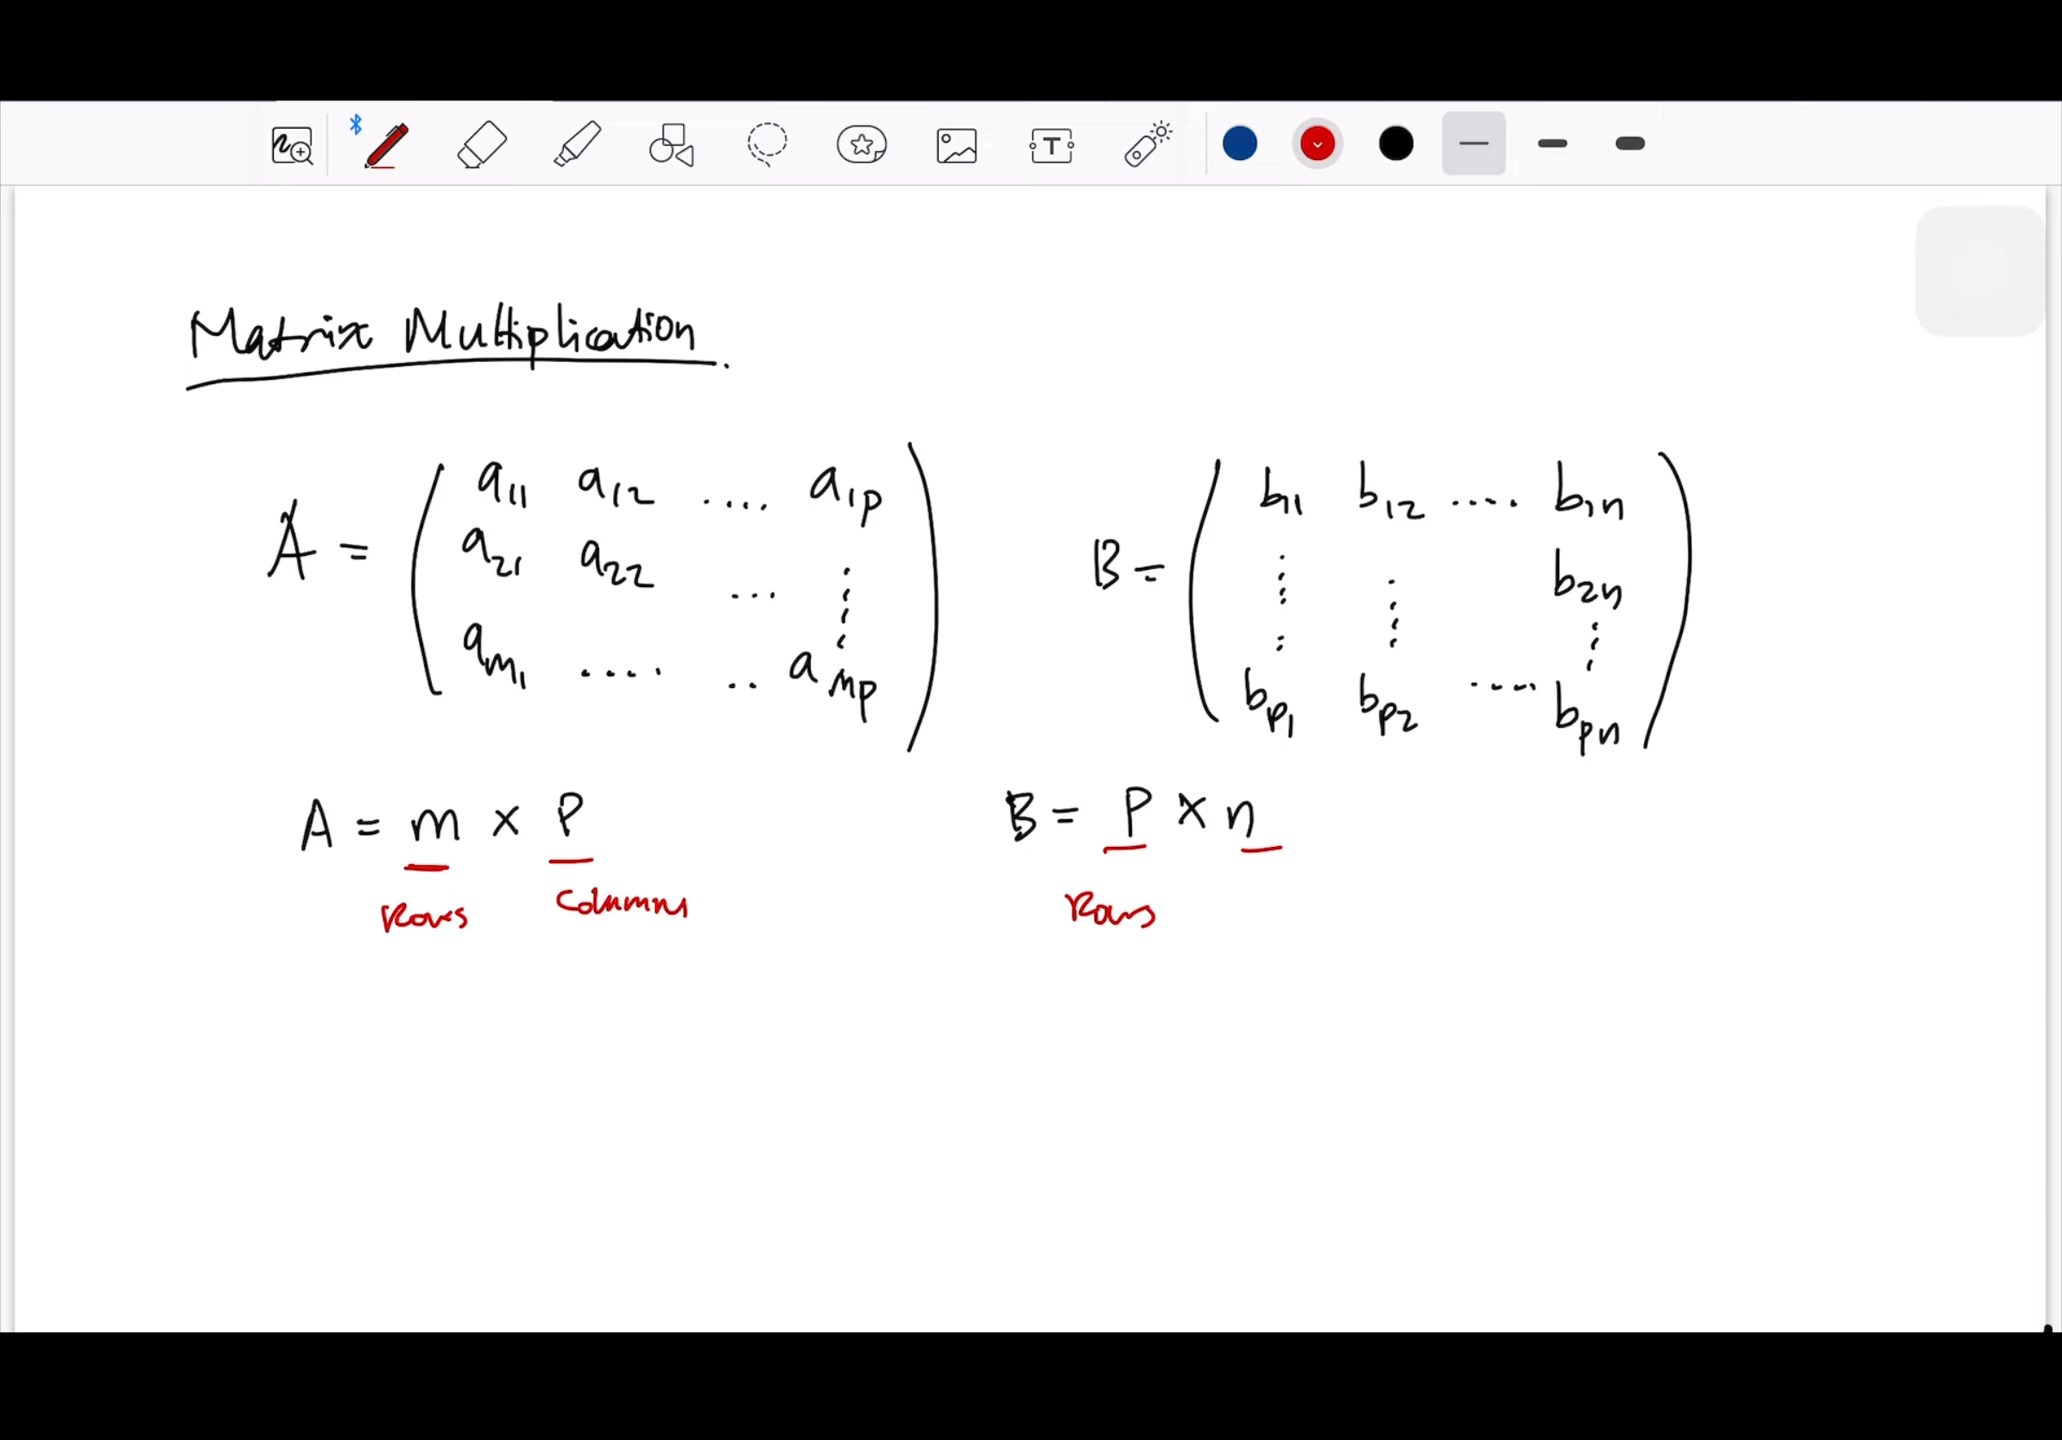 Matrix Multiplication.
A = ( a11 a12 .... a1p
a21 a22 ... ⋮
am1 .... .. amp )
B = ( b11 b12 .... b1n
⋮ ⋮ b2n
⋮
bp1 bp2 .... bpn )
A = m × P
Rows Columns
B = P × n
Rows
T